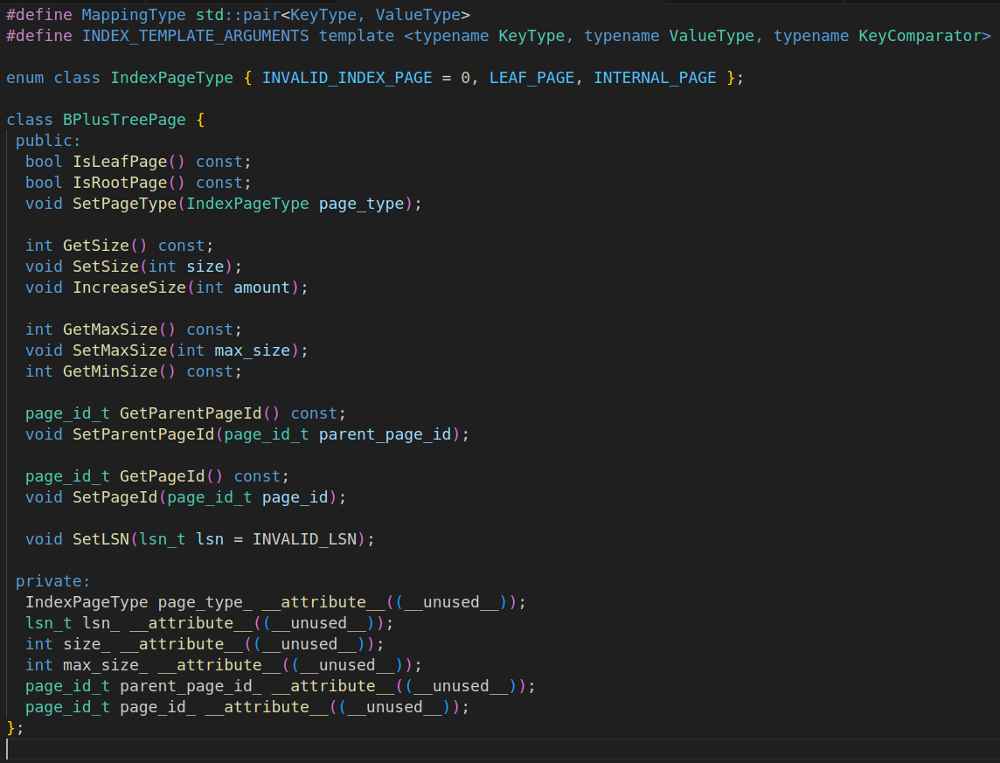 #define MappingType std::pair<KeyType, ValueType>
#define INDEX_TEMPLATE_ARGUMENTS template <typename KeyType, typename ValueType, typename KeyComparator>

enum class IndexPageType { INVALID_INDEX_PAGE = 0, LEAF_PAGE, INTERNAL_PAGE };

class BPlusTreePage {
 public:
  bool IsLeafPage() const;
  bool IsRootPage() const;
  void SetPageType(IndexPageType page_type);

  int GetSize() const;
  void SetSize(int size);
  void IncreaseSize(int amount);

  int GetMaxSize() const;
  void SetMaxSize(int max_size);
  int GetMinSize() const;

  page_id_t GetParentPageId() const;
  void SetParentPageId(page_id_t parent_page_id);

  page_id_t GetPageId() const;
  void SetPageId(page_id_t page_id);

  void SetLSN(lsn_t lsn = INVALID_LSN);

 private:
  IndexPageType page_type_ __attribute__((__unused__));
  lsn_t lsn_ __attribute__((__unused__));
  int size_ __attribute__((__unused__));
  int max_size_ __attribute__((__unused__));
  page_id_t parent_page_id_ __attribute__((__unused__));
  page_id_t page_id_ __attribute__((__unused__));
};